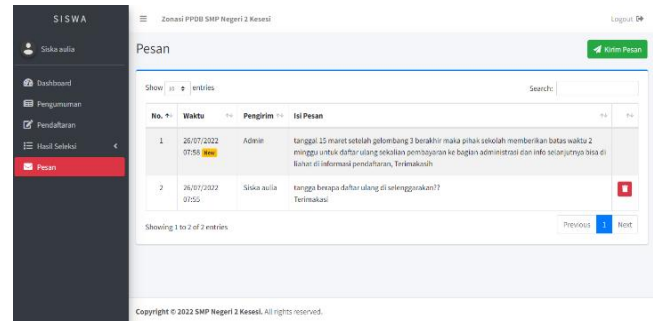 SISWA
Zonasi PPDB SMP Negeri 2 Kesesi
Logout
Siska aulia
Pesan
Kirim Pesan
Dashboard
Pengumuman
Pendaftaran
Hasil Seleksi
Pesan
Show 10 entries
Search:
No. Waktu Pengirim Isi Pesan
1 26/07/2022 Admin tanggal 15 maret setelah gelombang 3 berakhir maka pihak sekolah memberikan batas waktu 2
07:56 New minggu untuk daftar ulang sekalian pembayaran ke bagian administrasi dan info selanjutnya bisa di
liahat di informasi pendaftaran, Terimakasih
2 26/07/2022 Siska aulia tangga berapa daftar ulang di selenggarakan??
07:55 Terimakasi
Showing 1 to 2 of 2 entries
Previous 1 Next
Copyright © 2022 SMP Negeri 2 Kesesi. All rights reserved.